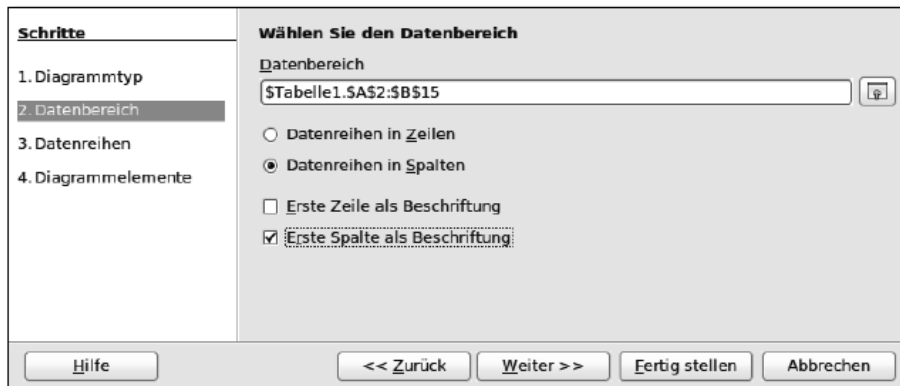 Schritte
1. Diagrammtyp
2. Datenbereich
3. Datenreihen
4. Diagrammelemente
Wählen Sie den Datenbereich
Datenbereich
$Tabelle1.$A$2:$B$15
Datenreihen in Zeilen
Datenreihen in Spalten
Erste Zeile als Beschriftung
Erste Spalte als Beschriftung
Hilfe
<< Zurück
Weiter >>
Fertig stellen
Abbrechen